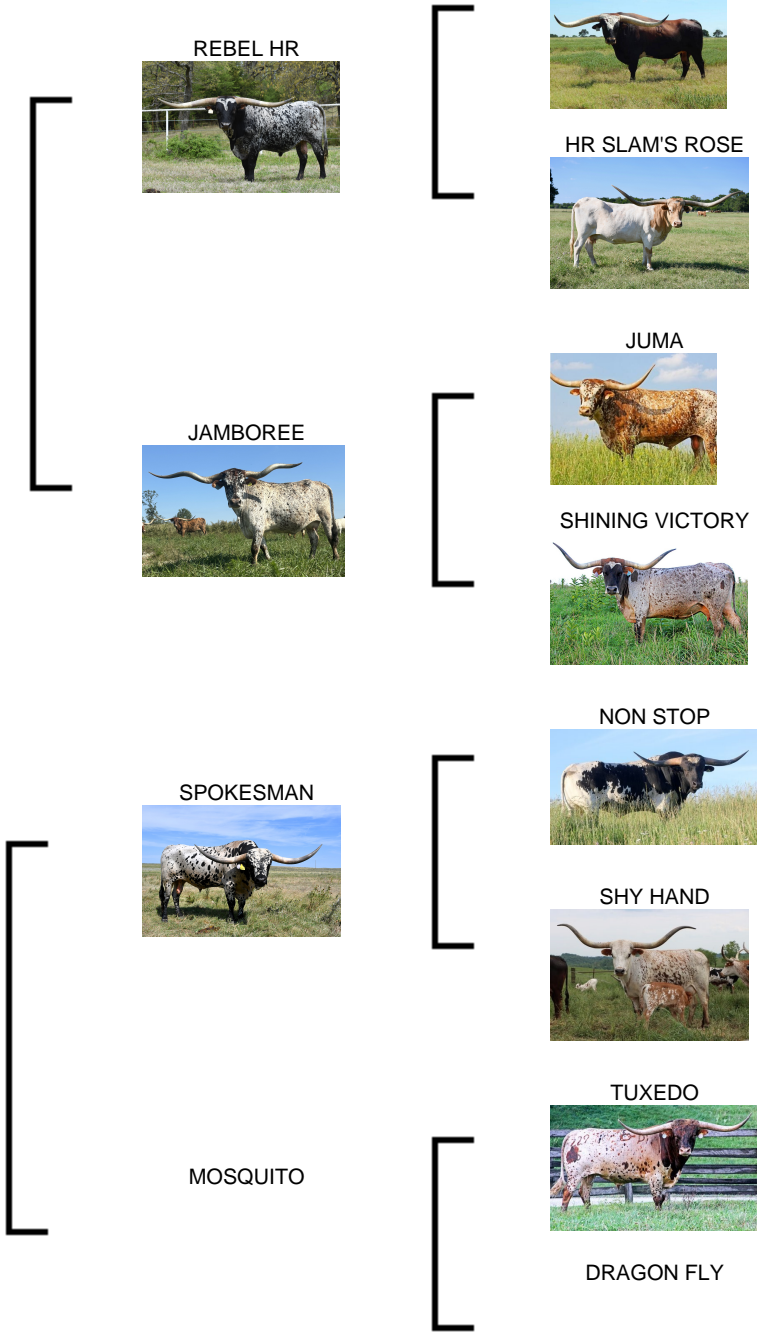 REBEL HR
HR SLAM'S ROSE
JUMA
JAMBOREE
SHINING VICTORY
NON STOP
SPOKESMAN
SHY HAND
TUXEDO
MOSQUITO
DRAGON FLY